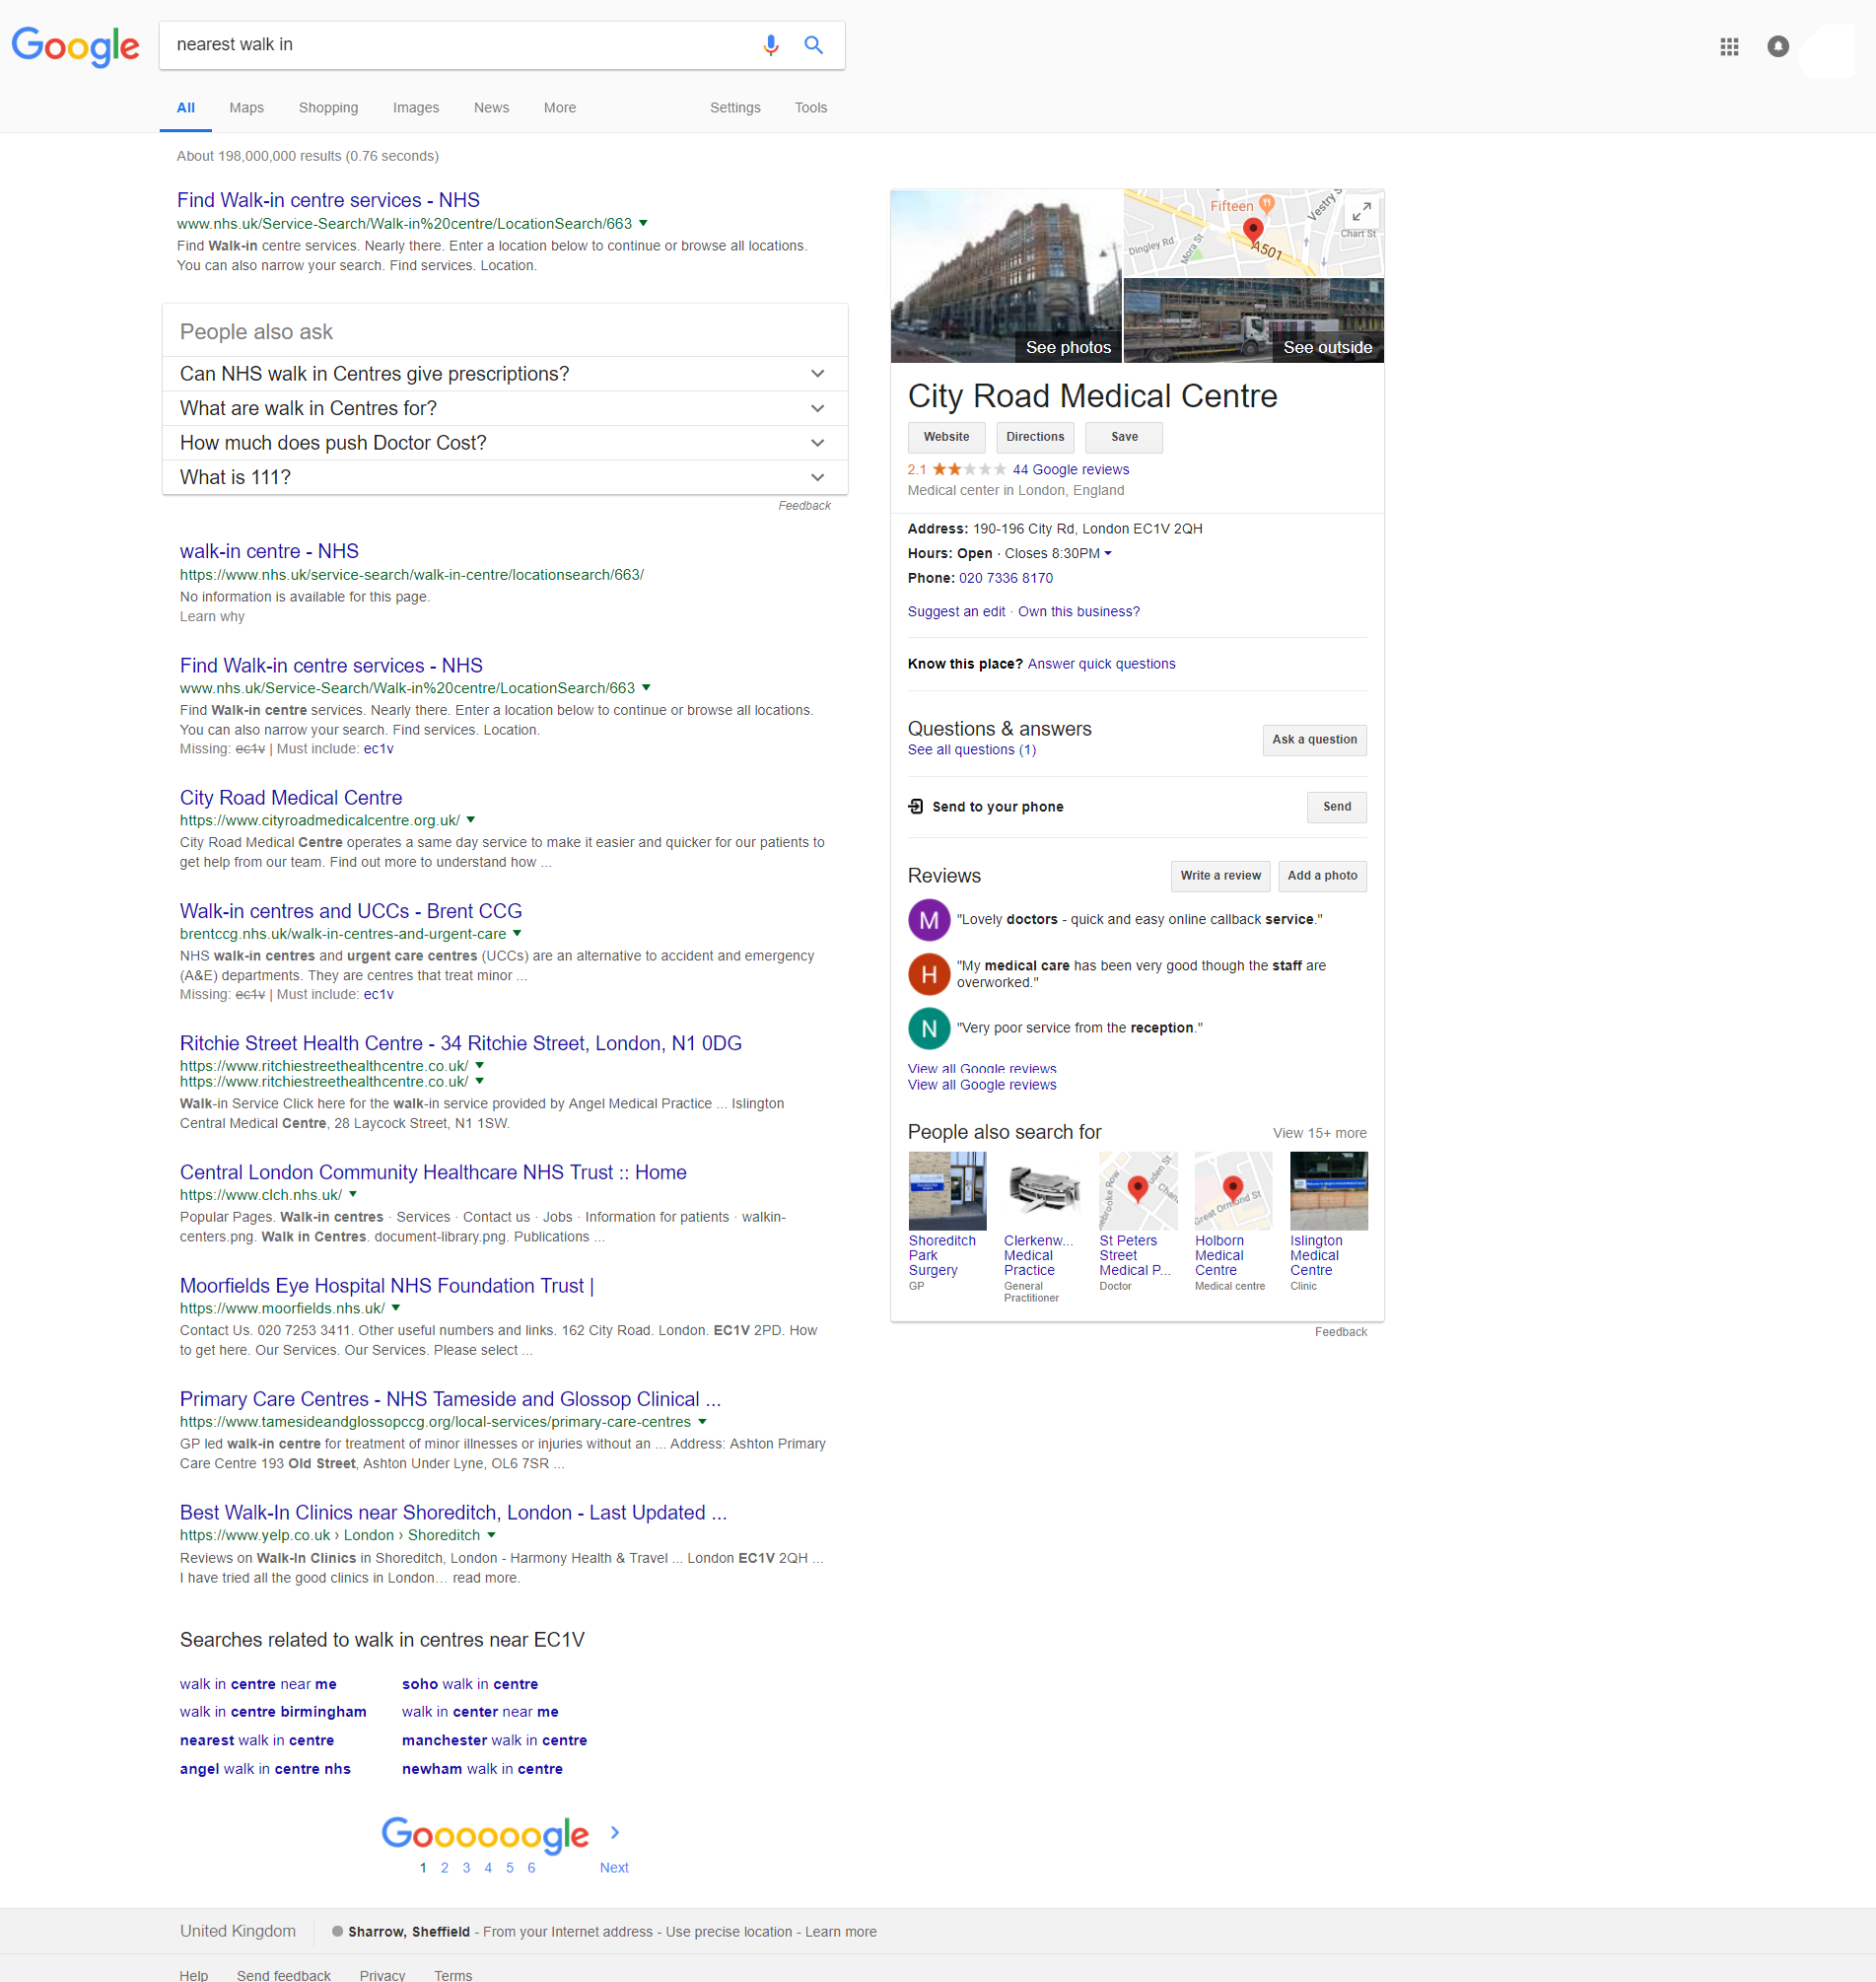 Google
nearest walk in
All
Maps
Shopping
Images
News
More
Settings
Tools
About 198,000,000 results (0.76 seconds)
Find Walk-in centre services - NHS
www.nhs.uk/Service-Search/Walk-in%20centre/LocationSearch/663
Find Walk-in centre services. Nearly there. Enter a location below to continue or browse all locations.
You can also narrow your search. Find services. Location.
People also ask
Can NHS walk in Centres give prescriptions?
What are walk in Centres for?
How much does push Doctor Cost?
What is 111?
Feedback
walk-in centre - NHS
https://www.nhs.uk/service-search/walk-in-centre/locationsearch/663/
No information is available for this page.
Learn why
Find Walk-in centre services - NHS
www.nhs.uk/Service-Search/Walk-in%20centre/LocationSearch/663
Find Walk-in centre services. Nearly there. Enter a location below to continue or browse all locations.
You can also narrow your search. Find services. Location.
Missing: ec1v | Must include: ec1v
City Road Medical Centre
https://www.cityroadmedicalcentre.org.uk/
City Road Medical Centre operates a same day service to make it easier and quicker for our patients to
get help from our team. Find out more to understand how ...
Walk-in centres and UCCs - Brent CCG
brentccg.nhs.uk/walk-in-centres-and-urgent-care
NHS walk-in centres and urgent care centres (UCCs) are an alternative to accident and emergency
(A&E) departments. They are centres that treat minor ...
Missing: ec1v | Must include: ec1v
Ritchie Street Health Centre - 34 Ritchie Street, London, N1 0DG
https://www.ritchiestreethealthcentre.co.uk/
https://www.ritchiestreethealthcentre.co.uk/
Walk-in Service Click here for the walk-in service provided by Angel Medical Practice ... Islington
Central Medical Centre, 28 Laycock Street, N1 1SW.
Central London Community Healthcare NHS Trust :: Home
https://www.clch.nhs.uk/
Popular Pages. Walk-in centres · Services · Contact us · Jobs · Information for patients · walkin-
centers.png. Walk in Centres. document-library.png. Publications ...
Moorfields Eye Hospital NHS Foundation Trust |
https://www.moorfields.nhs.uk/
Contact Us. 020 7253 3411. Other useful numbers and links. 162 City Road. London. EC1V 2PD. How
to get here. Our Services. Our Services. Please select ...
Primary Care Centres - NHS Tameside and Glossop Clinical ...
https://www.tamesideandglossopccg.org/local-services/primary-care-centres
GP led walk-in centre for treatment of minor illnesses or injuries without an ... Address: Ashton Primary
Care Centre 193 Old Street, Ashton Under Lyne, OL6 7SR ...
Best Walk-In Clinics near Shoreditch, London - Last Updated ...
https://www.yelp.co.uk › London › Shoreditch
Reviews on Walk-In Clinics in Shoreditch, London - Harmony Health & Travel ... London EC1V 2QH ...
I have tried all the good clinics in London… read more.
Searches related to walk in centres near EC1V
walk in centre near me
soho walk in centre
walk in centre birmingham
walk in center near me
nearest walk in centre
manchester walk in centre
angel walk in centre nhs
newham walk in centre
Goooooogle
1 2 3 4 5 6 Next
Fifteen
Vestry S
Chart St
Dingley Rd
Mora St
A501
See photos
See outside
City Road Medical Centre
Website
Directions
Save
2.1
44 Google reviews
Medical center in London, England
Address: 190-196 City Rd, London EC1V 2QH
Hours: Open · Closes 8:30PM
Phone: 020 7336 8170
Suggest an edit · Own this business?
Know this place? Answer quick questions
Questions & answers
See all questions (1)
Ask a question
Send to your phone
Send
Reviews
Write a review
Add a photo
M
"Lovely doctors - quick and easy online callback service."
H
"My medical care has been very good though the staff are
overworked."
N
"Very poor service from the reception."
View all Google reviews
View all Google reviews
People also search for
View 15+ more
uden St
ebrooke Row
Chan
Great Ormond St
Shoreditch
Park
Surgery
GP
Clerkenw...
Medical
Practice
General
Practitioner
St Peters
Street
Medical P...
Doctor
Holborn
Medical
Centre
Medical centre
Islington
Medical
Centre
Clinic
Feedback
United Kingdom
Sharrow, Sheffield - From your Internet address - Use precise location - Learn more
Help
Send feedback
Privacy
Terms